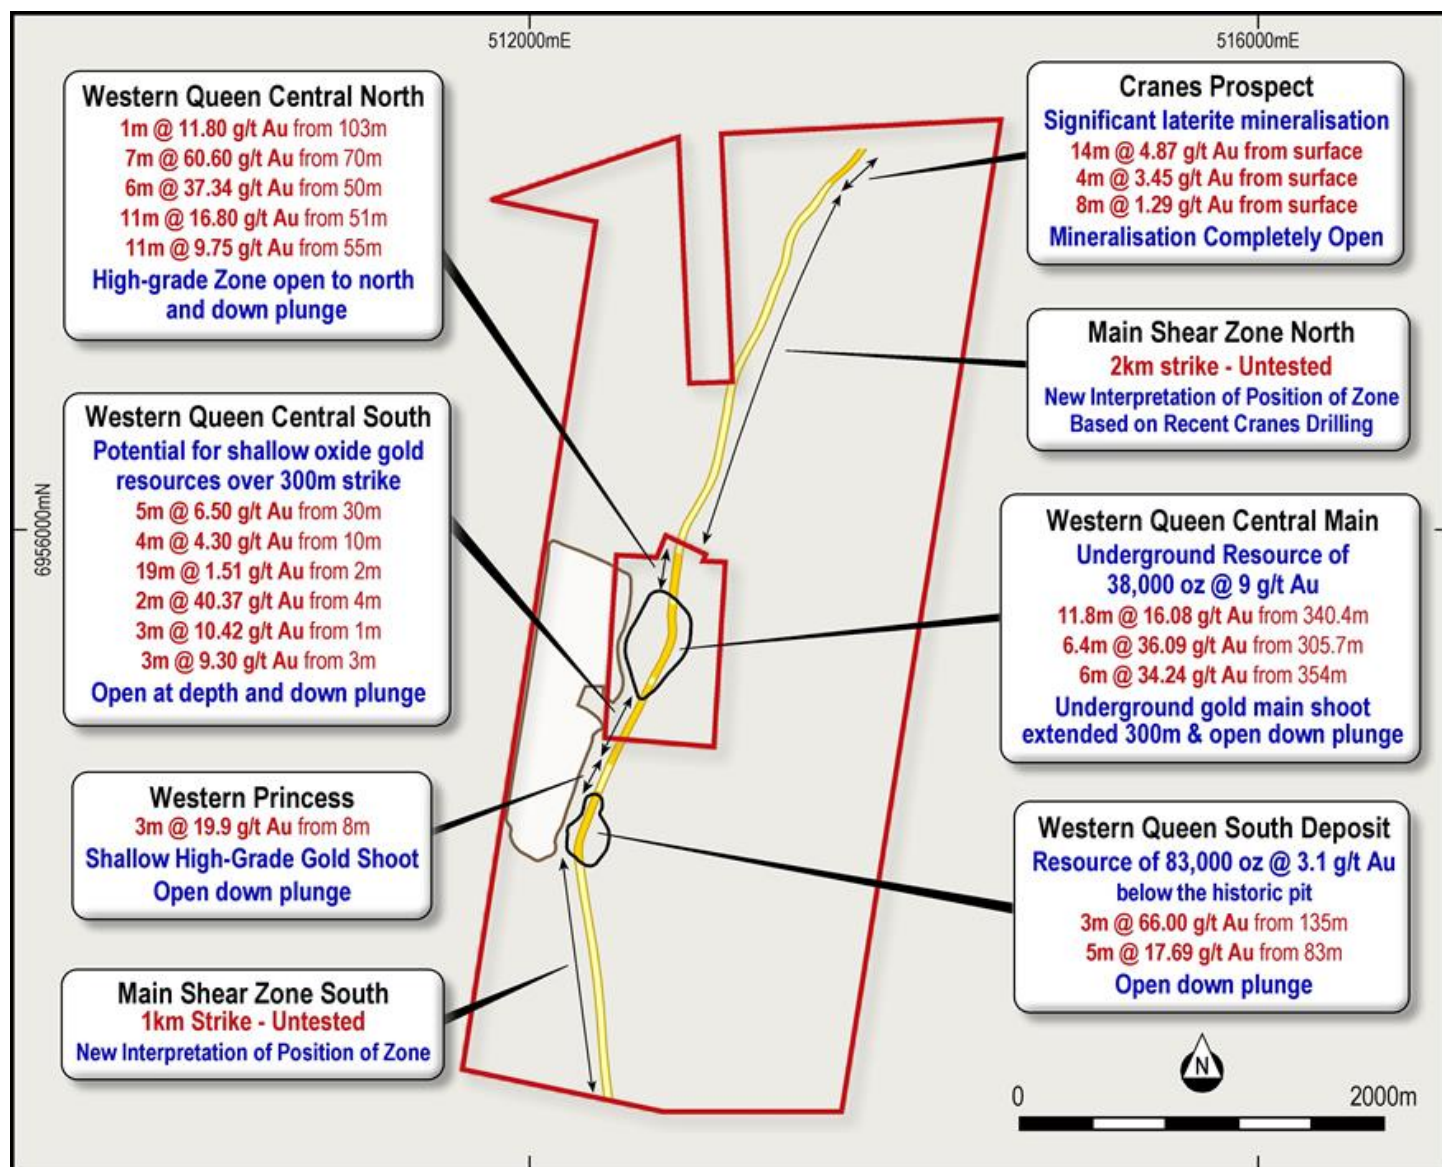 512000mE
516000mE
6956000mN
Western Queen Central North
1m @ 11.80 g/t Au from 103m
7m @ 60.60 g/t Au from 70m
6m @ 37.34 g/t Au from 50m
11m @ 16.80 g/t Au from 51m
11m @ 9.75 g/t Au from 55m
High-grade Zone open to north
and down plunge
Western Queen Central South
Potential for shallow oxide gold
resources over 300m strike
5m @ 6.50 g/t Au from 30m
4m @ 4.30 g/t Au from 10m
19m @ 1.51 g/t Au from 2m
2m @ 40.37 g/t Au from 4m
3m @ 10.42 g/t Au from 1m
3m @ 9.30 g/t Au from 3m
Open at depth and down plunge
Western Princess
3m @ 19.9 g/t Au from 8m
Shallow High-Grade Gold Shoot
Open down plunge
Main Shear Zone South
1km Strike - Untested
New Interpretation of Position of Zone
Cranes Prospect
Significant laterite mineralisation
14m @ 4.87 g/t Au from surface
4m @ 3.45 g/t Au from surface
8m @ 1.29 g/t Au from surface
Mineralisation Completely Open
Main Shear Zone North
2km strike - Untested
New Interpretation of Position of Zone
Based on Recent Cranes Drilling
Western Queen Central Main
Underground Resource of
38,000 oz @ 9 g/t Au
11.8m @ 16.08 g/t Au from 340.4m
6.4m @ 36.09 g/t Au from 305.7m
6m @ 34.24 g/t Au from 354m
Underground gold main shoot
extended 300m & open down plunge
Western Queen South Deposit
Resource of 83,000 oz @ 3.1 g/t Au
below the historic pit
3m @ 66.00 g/t Au from 135m
5m @ 17.69 g/t Au from 83m
Open down plunge
N
0
2000m